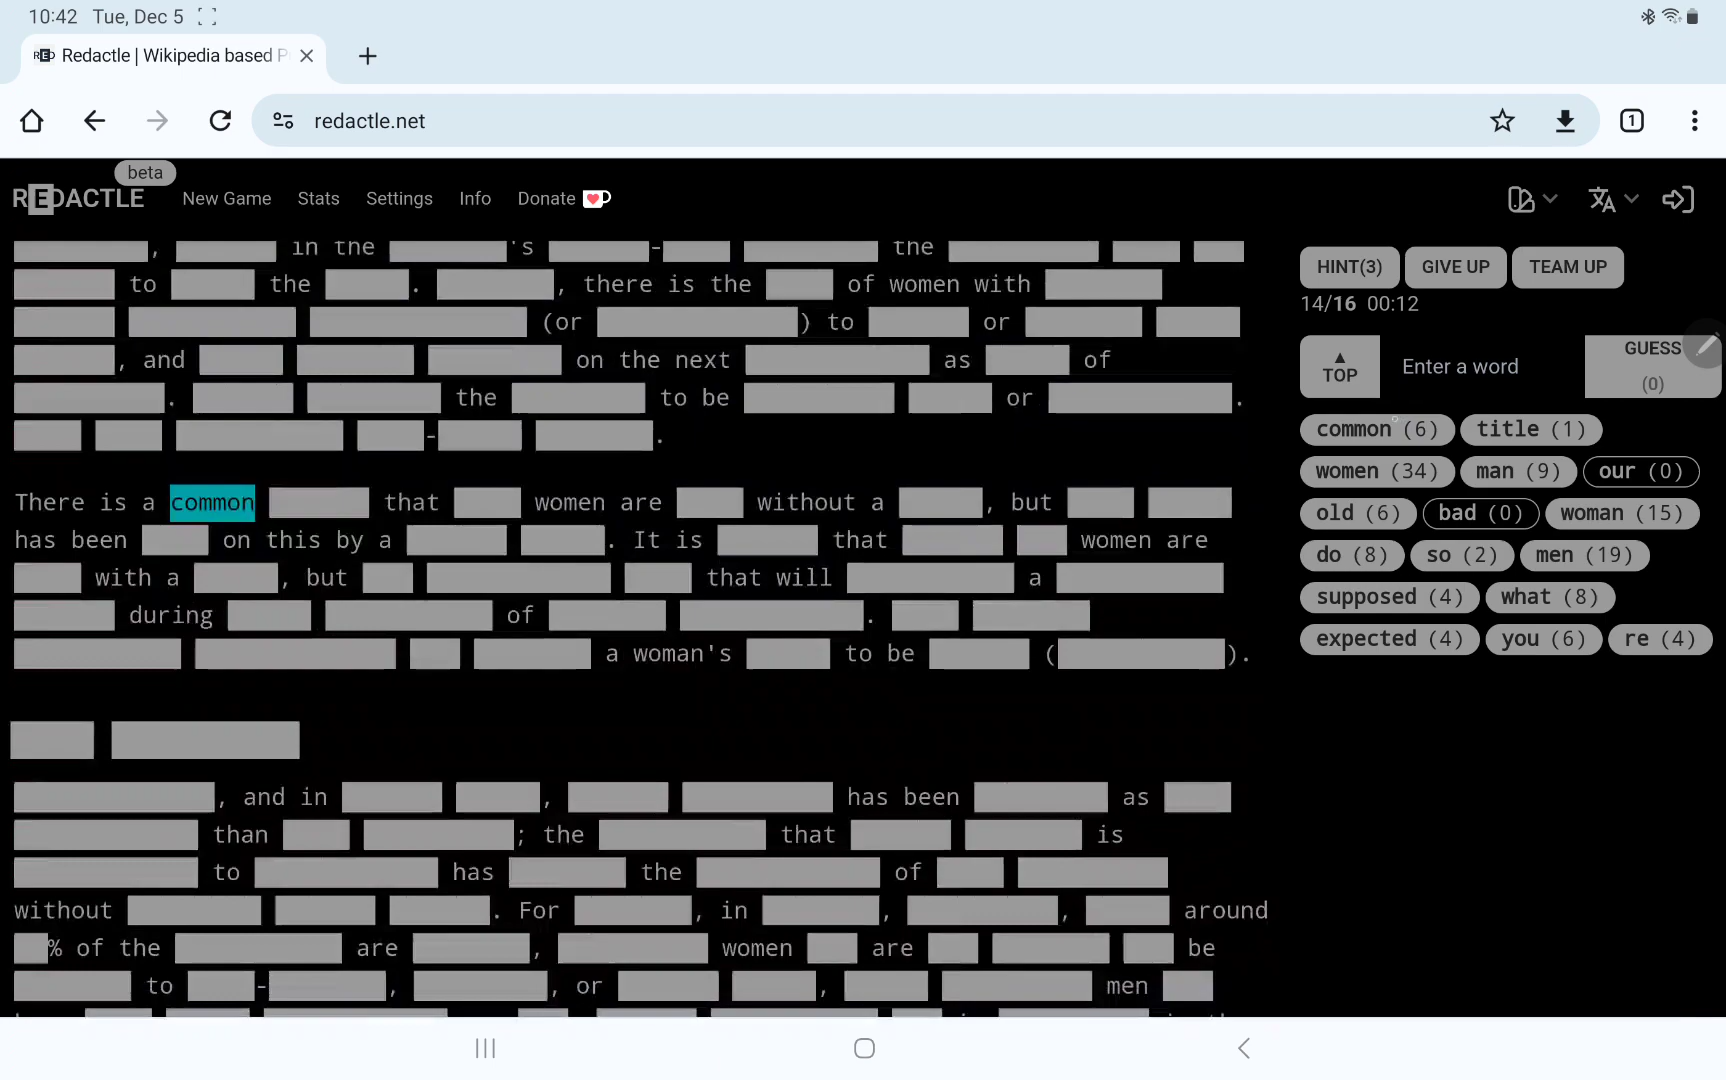 10:42 Tue, Dec 5
RED Redactle | Wikipedia based P
redactle.net
1
beta
REDACTLE New Game Stats Settings Info Donate
, in the 's - the
to the . , there is the of women with
(or ) to or
, and on the next as of
. the to be or .
- .
There is a common that women are without a , but
has been on this by a . It is that women are
with a , but that will a
during of .
a woman's to be ( ).
, and in , has been as
than ; the that is
to has the of
without . For , in , , around
% of the are , women are be
to - , , or , men
HINT(3) GIVE UP TEAM UP
14/16 00:12
▲
TOP
Enter a word
GUESS
(0)
common (6) title (1)
women (34) man (9) our (0)
old (6) bad (0) woman (15)
do (8) so (2) men (19)
supposed (4) what (8)
expected (4) you (6) re (4)